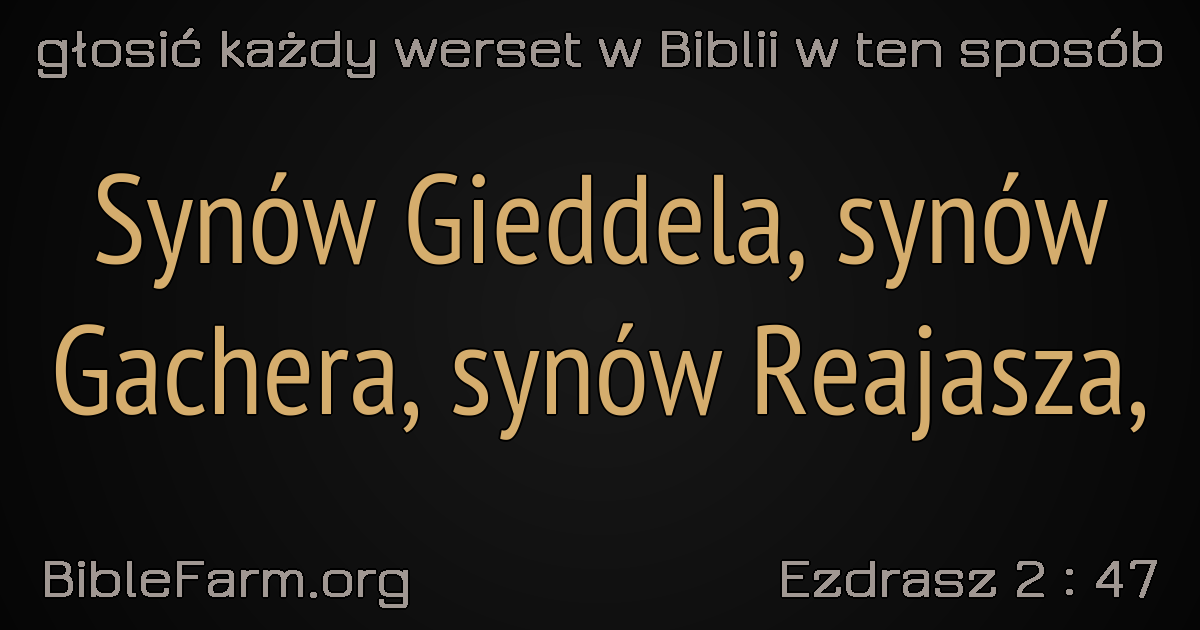 głosić każdy werset w Biblii w ten sposób
Synów Gieddela, synów
Gachera, synów Reajasza,
BibleFarm.org
Ezdrasz 2 : 47